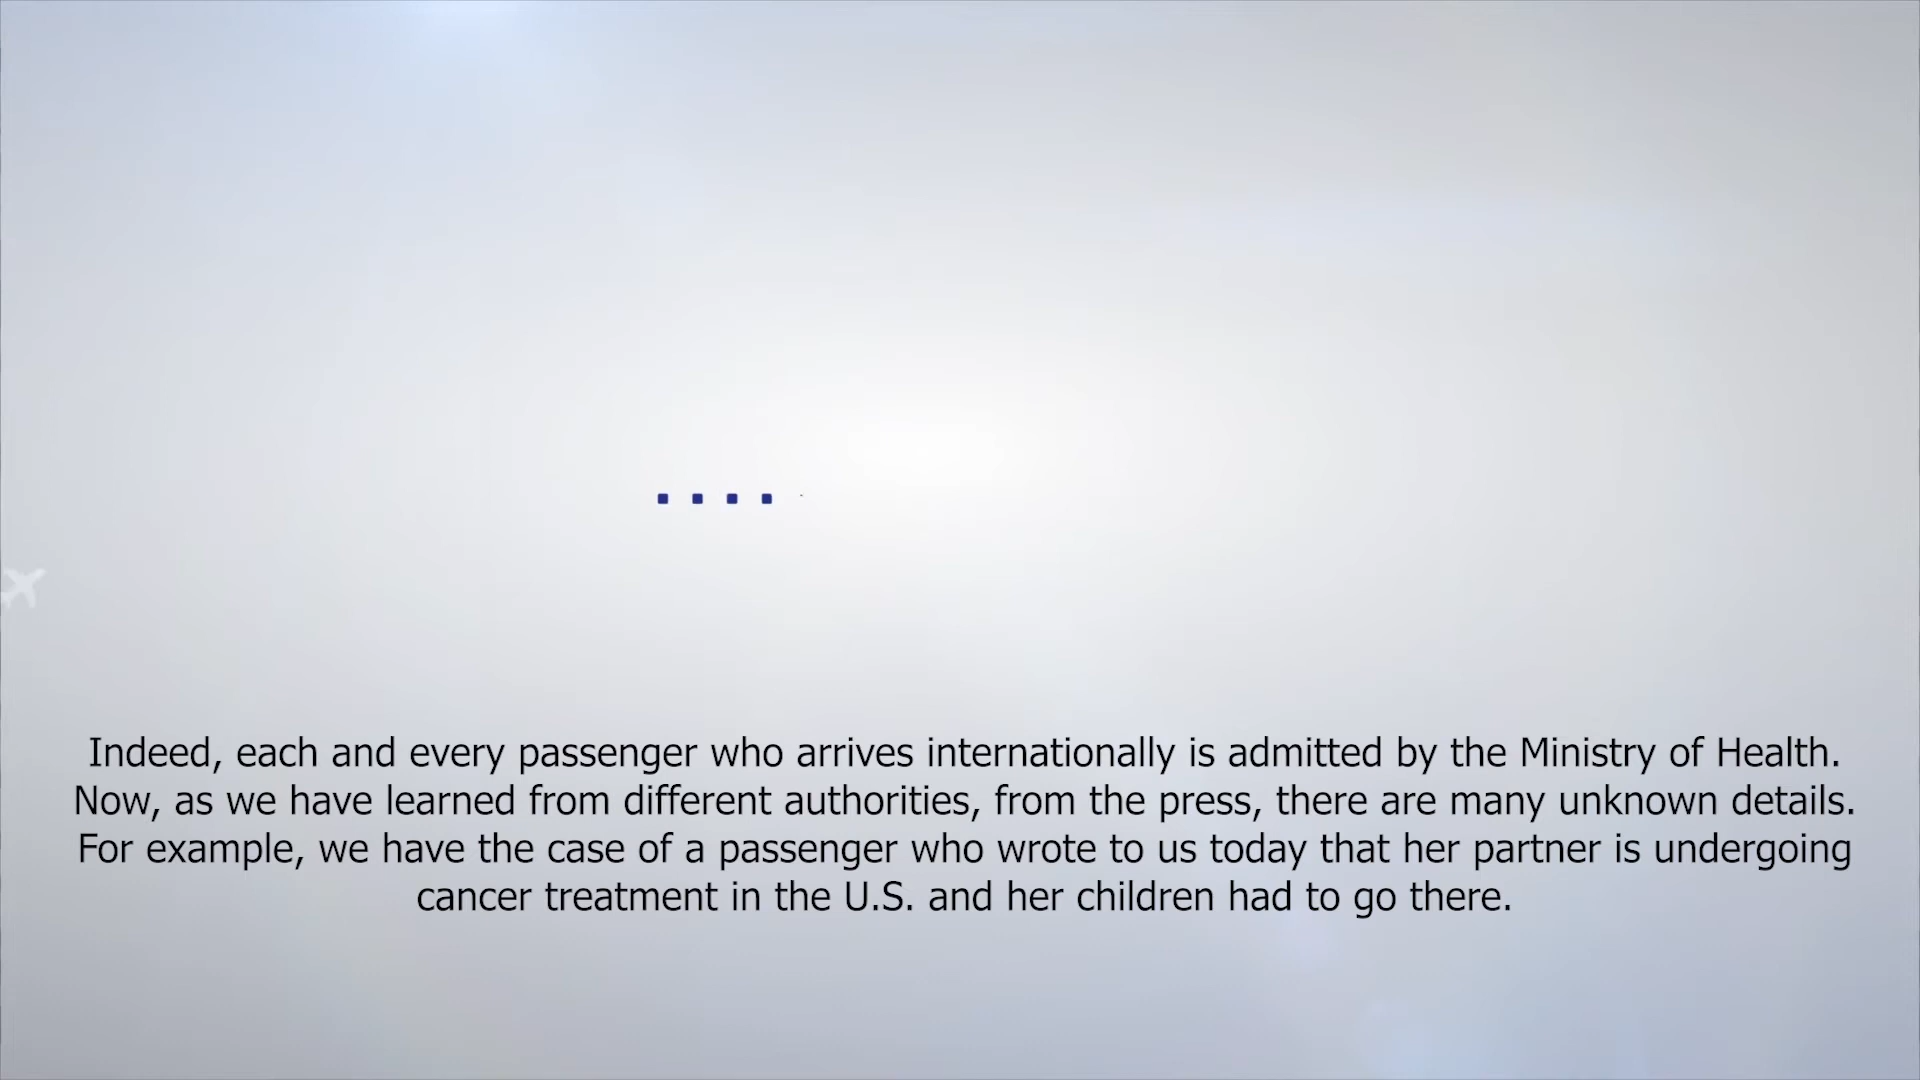 Indeed, each and every passenger who arrives internationally is admitted by the Ministry of Health.
Now, as we have learned from different authorities, from the press, there are many unknown details.
For example, we have the case of a passenger who wrote to us today that her partner is undergoing
cancer treatment in the U.S. and her children had to go there.